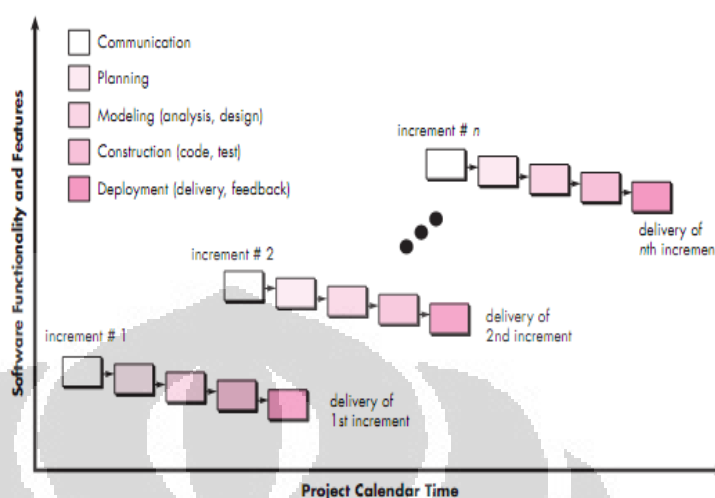 Software Functionality and Features
Communication
Planning
Modeling (analysis, design)
Construction (code, test)
Deployment (delivery, feedback)
increment # n
delivery of
nth increment
increment # 2
delivery of
2nd increment
increment # 1
delivery of
1st increment
Project Calendar Time